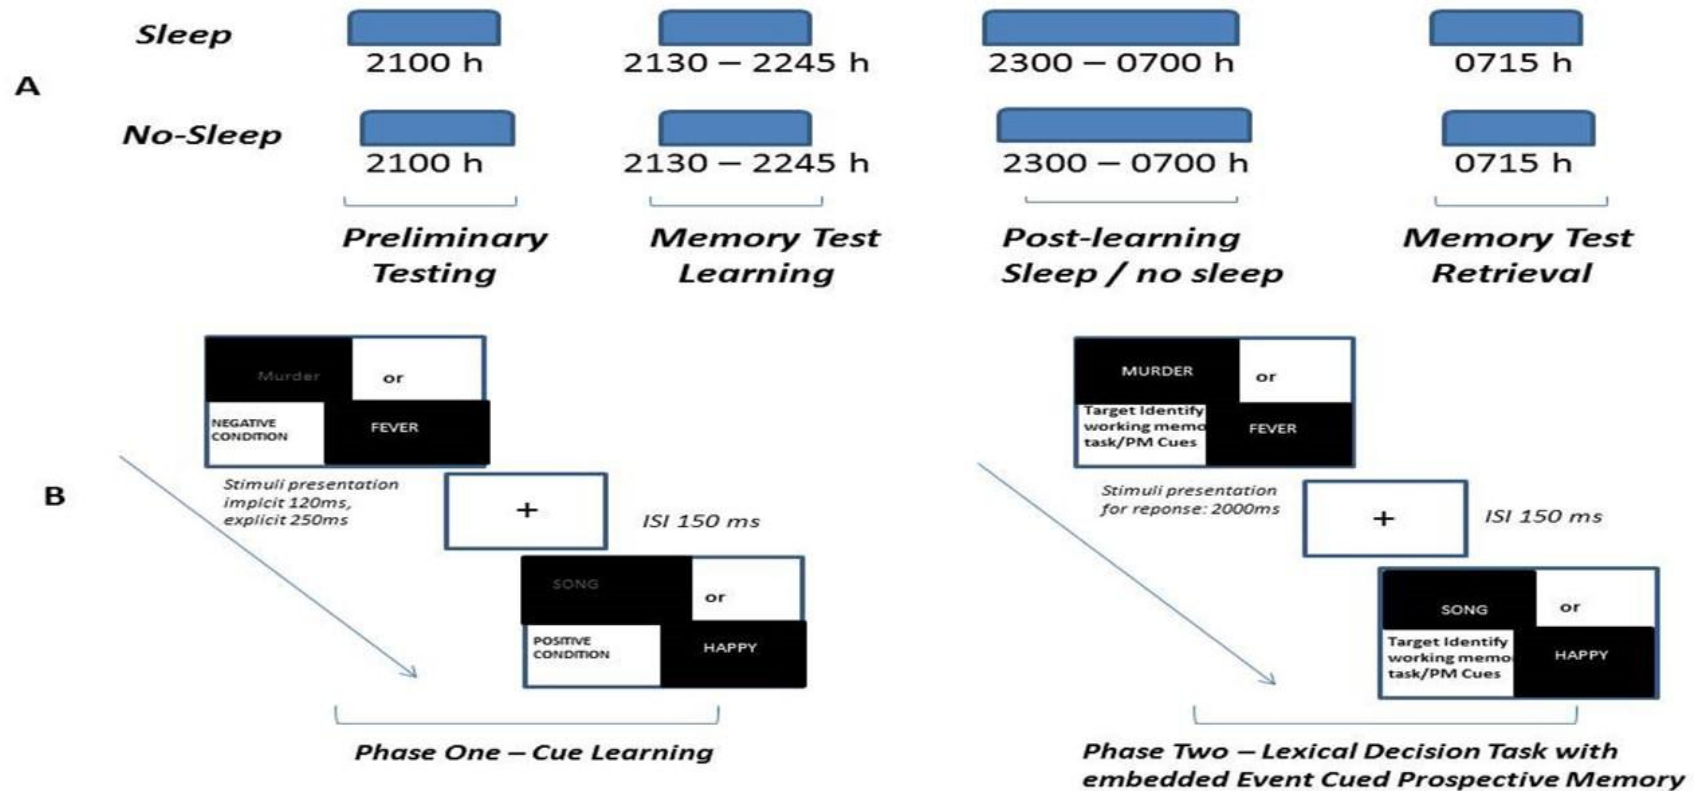 Sleep
2100 h
2130 – 2245 h
2300 – 0700 h
0715 h
A
No-Sleep
2100 h
2130 – 2245 h
2300 – 0700 h
0715 h
Preliminary
Testing
Memory Test
Learning
Post-learning
Sleep / no sleep
Memory Test
Retrieval
B
Murder
or
NEGATIVE
CONDITION
FEVER
Stimuli presentation
implcit 120ms,
explicit 250ms
+
ISI 150 ms
SONG
or
POSITIVE
CONDITION
HAPPY
Phase One – Cue Learning
MURDER
or
Target Identify
working memo
task/PM Cues
FEVER
Stimuli presentation
for reponse: 2000ms
+
ISI 150 ms
SONG
or
Target Identify
working memo
task/PM Cues
HAPPY
Phase Two – Lexical Decision Task with
embedded Event Cued Prospective Memory